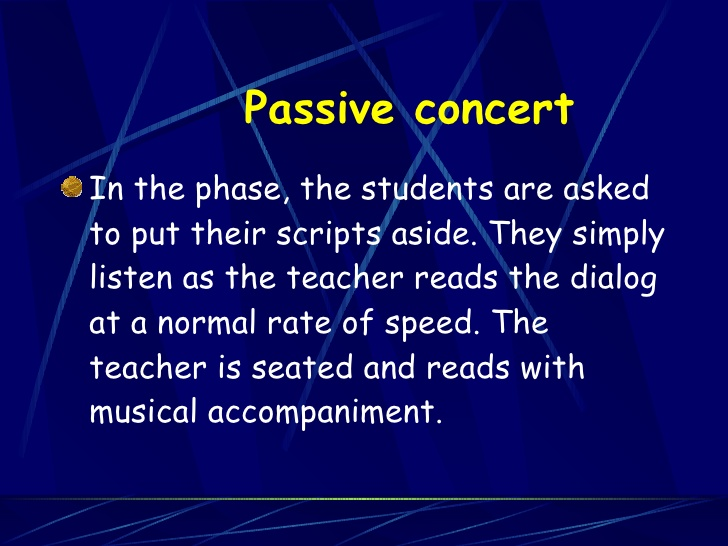 Passive concert
In the phase, the students are asked
to put their scripts aside. They simply
listen as the teacher reads the dialog
at a normal rate of speed. The
teacher is seated and reads with
musical accompaniment.